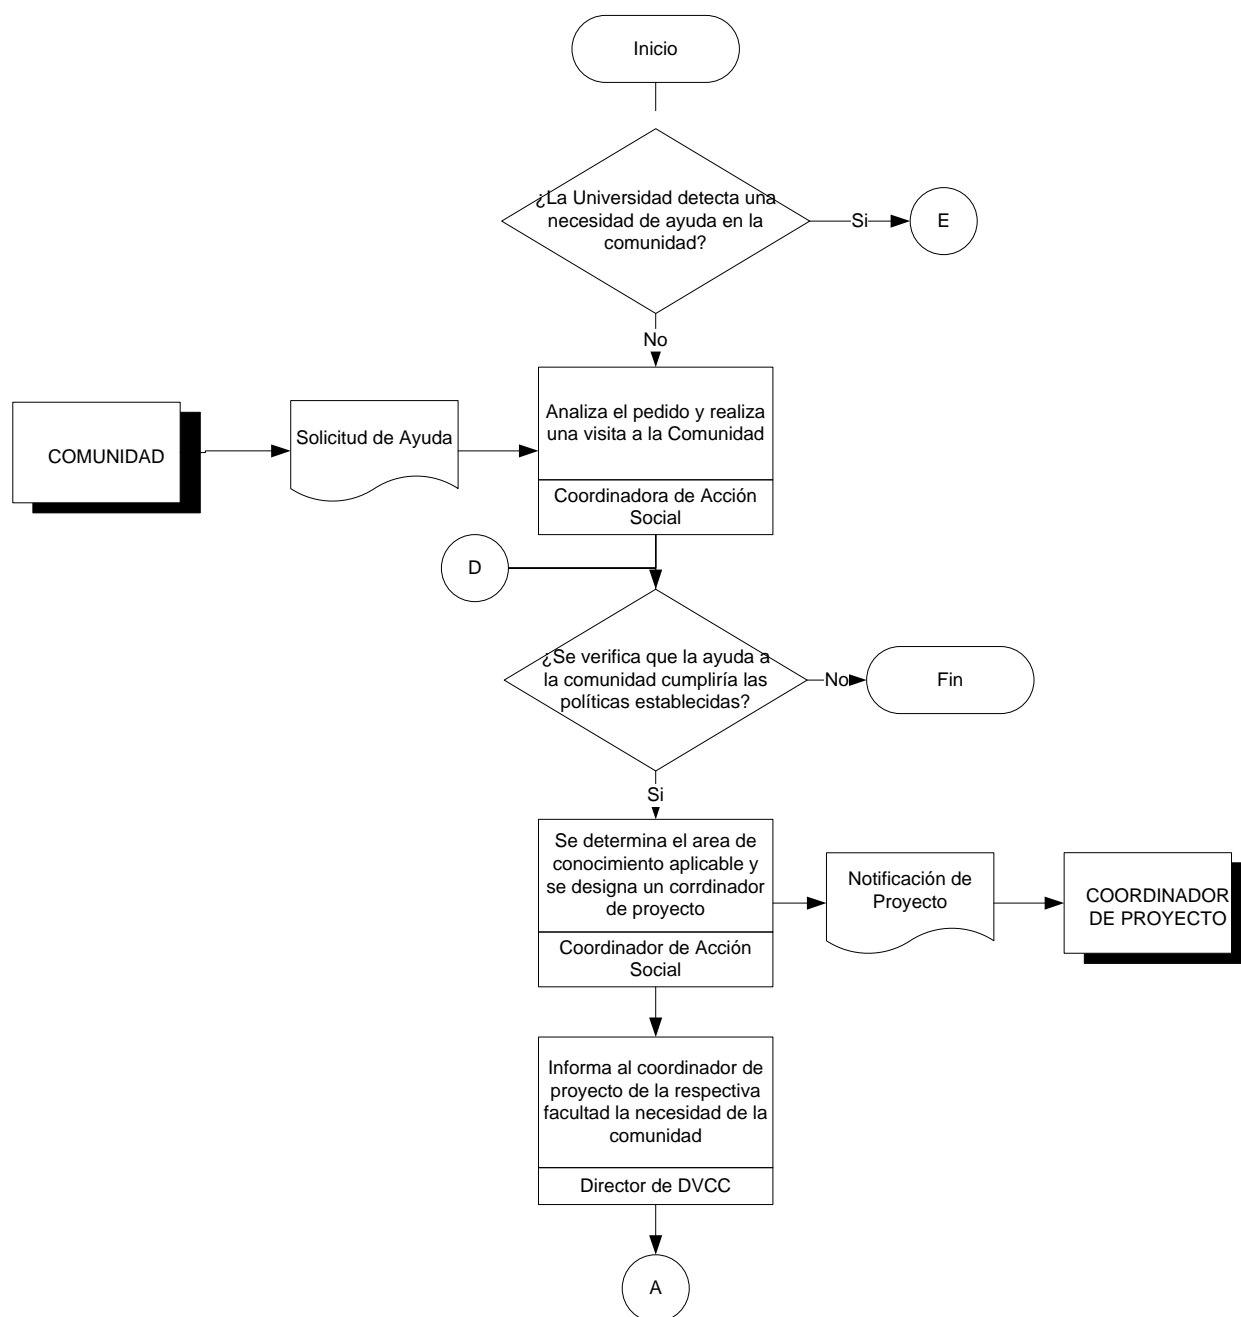 Inicio
¿La Universidad detecta una
necesidad de ayuda en la
comunidad?
Si
E
No
COMUNIDAD
Solicitud de Ayuda
Analiza el pedido y realiza
una visita a la Comunidad
Coordinadora de Acción
Social
D
¿Se verifica que la ayuda a
la comunidad cumpliría las
políticas establecidas?
No
Fin
Si
Se determina el area de
conocimiento aplicable y
se designa un corrdinador
de proyecto
Coordinador de Acción
Social
Notificación de
Proyecto
COORDINADOR
DE PROYECTO
Informa al coordinador de
proyecto de la respectiva
facultad la necesidad de la
comunidad
Director de DVCC
A